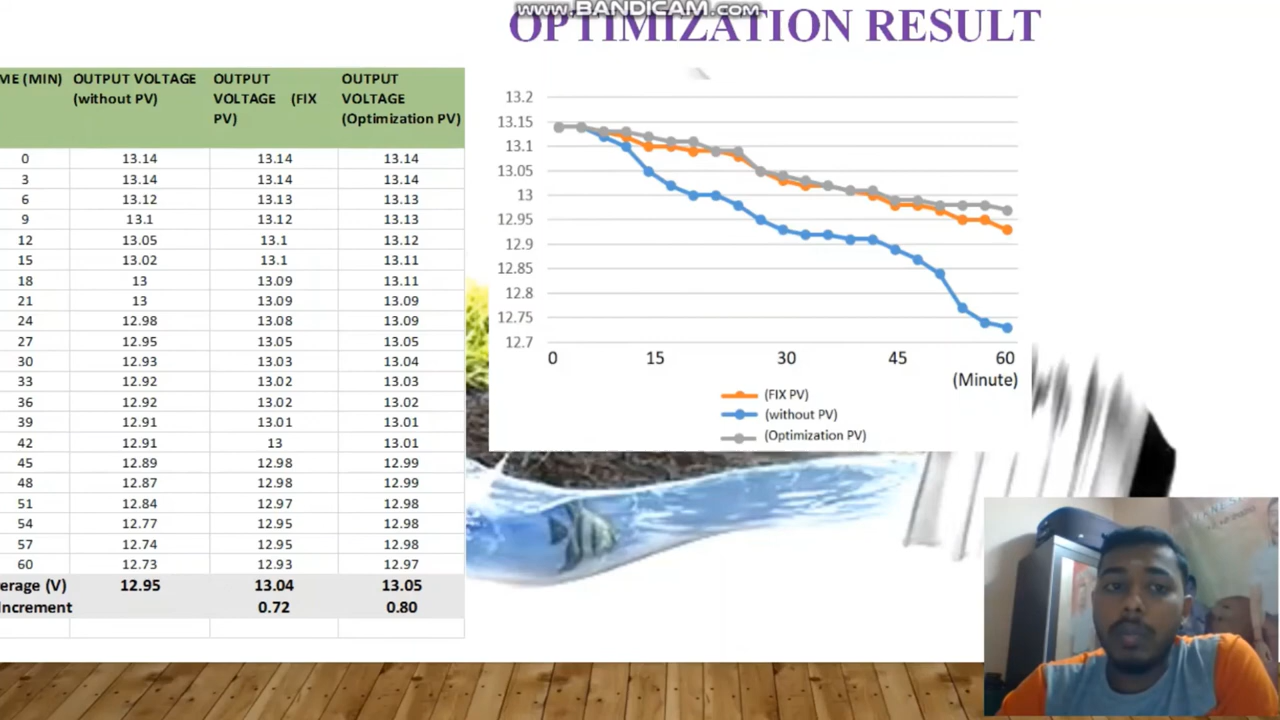 www.BANDICAM.com
OPTIMIZATION RESULT
ME (MIN) OUTPUT VOLTAGE (without PV) OUTPUT VOLTAGE (FIX PV) OUTPUT VOLTAGE (Optimization PV)
0 13.14 13.14 13.14
3 13.14 13.14 13.14
6 13.12 13.13 13.13
9 13.1 13.12 13.13
12 13.05 13.1 13.12
15 13.02 13.1 13.11
18 13 13.09 13.11
21 13 13.09 13.09
24 12.98 13.08 13.09
27 12.95 13.05 13.05
30 12.93 13.03 13.04
33 12.92 13.02 13.03
36 12.92 13.02 13.02
39 12.91 13.01 13.01
42 12.91 13 13.01
45 12.89 12.98 12.99
48 12.87 12.98 12.99
51 12.84 12.97 12.98
54 12.77 12.95 12.98
57 12.74 12.95 12.98
60 12.73 12.93 12.97
erage (V) 12.95 13.04 13.05
Increment 0.72 0.80
13.2
13.15
13.1
13.05
13
12.95
12.9
12.85
12.8
12.75
12.7
0 15 30 45 60
(Minute)
(FIX PV)
(without PV)
(Optimization PV)